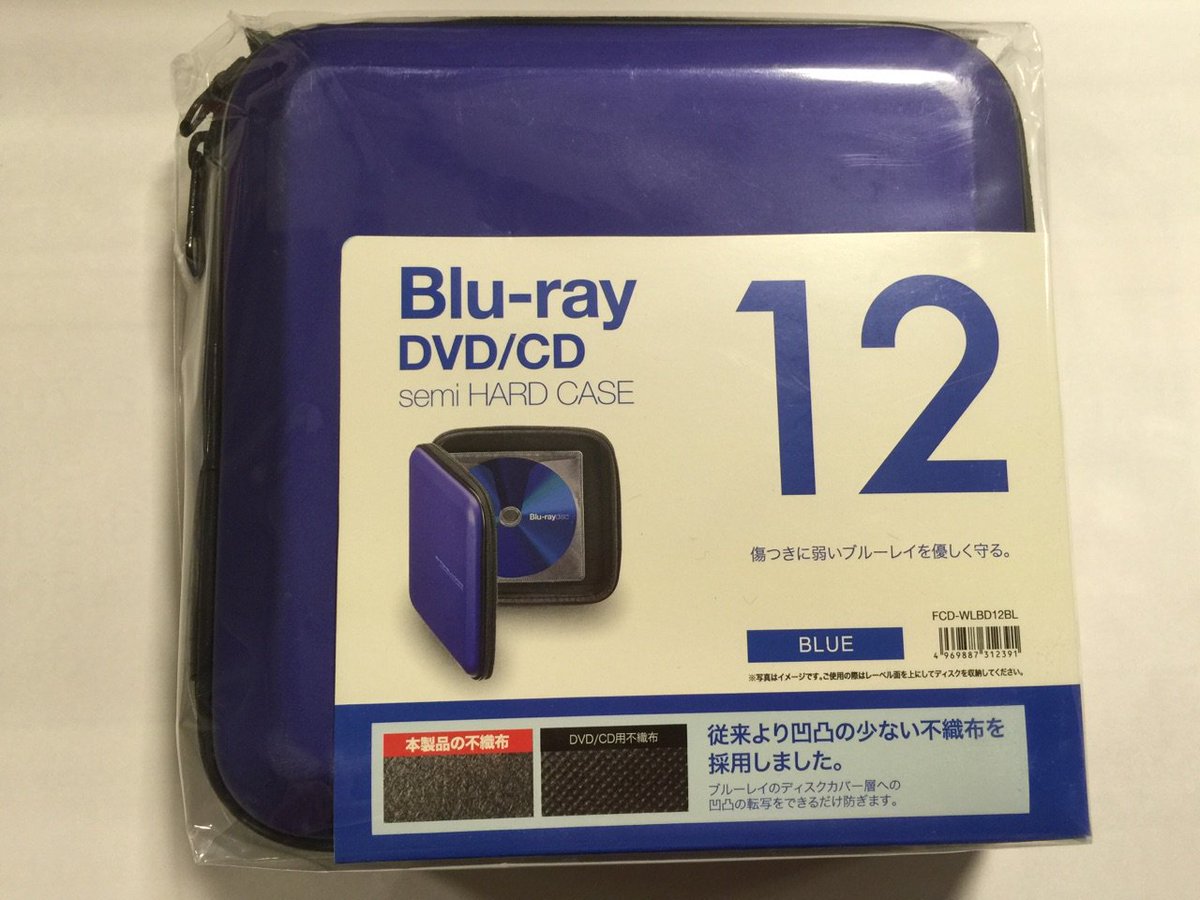 Blu-ray
DVD/CD
semi HARD CASE
12
Blu-raydisc
傷つきに弱いブルーレイを優しく守る。
FCD-WLBD12BL
BLUE
4 969887 312391
※写真はイメージです。ご使用の際はレーベル面を上にしてディスクを収納してください。
本製品の不織布
DVD/CD用不織布
従来より凹凸の少ない不織布を
採用しました。
ブルーレイのディスクカバー層への
凹凸の転写をできるだけ防ぎます。